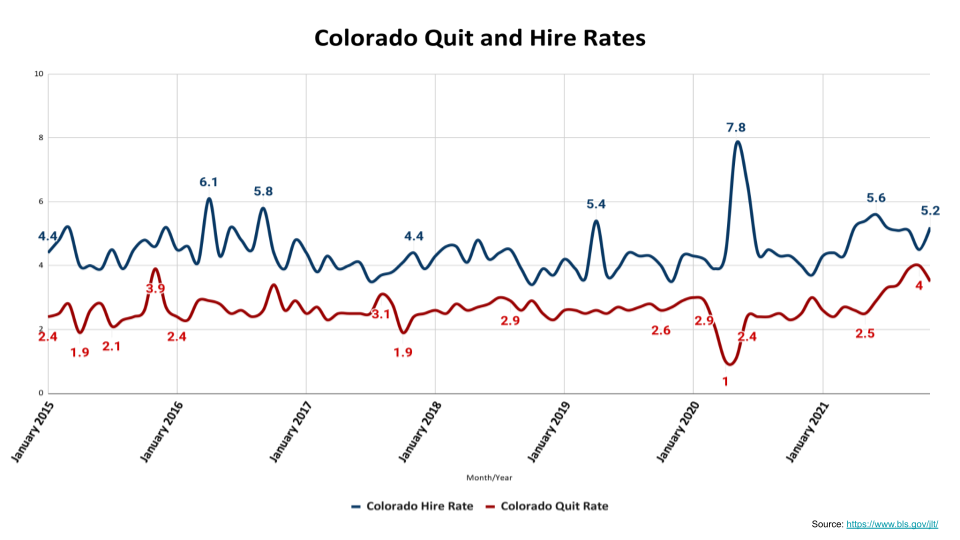 Colorado Quit and Hire Rates
10
8
6
4
2
0
4.4
6.1
5.8
4.4
5.4
7.8
5.6
5.2
2.4
1.9
2.1
3.9
2.4
3.1
1.9
2.9
2.6
2.9
1
2.4
2.5
4
January 2015
January 2016
January 2017
January 2018
January 2019
January 2020
January 2021
Month/Year
Colorado Hire Rate
Colorado Quit Rate
Source: https://www.bls.gov/jlt/